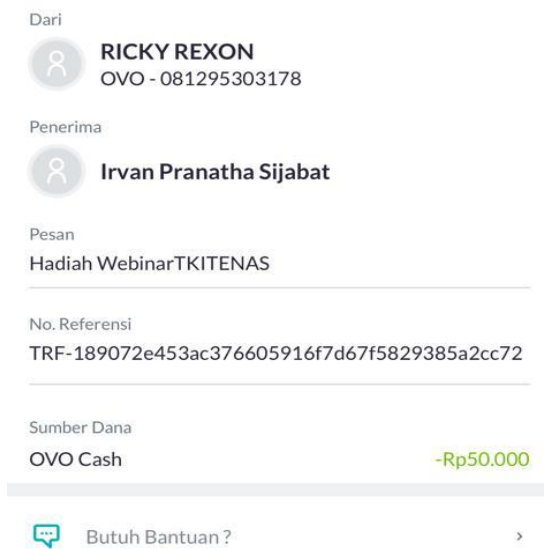 Dari
RICKY REXON
OVO - 081295303178
Penerima
Irvan Pranatha Sijabat
Pesan
Hadiah WebinarTKITENAS
No. Referensi
TRF-189072e453ac376605916f7d67f5829385a2cc72
Sumber Dana
OVO Cash -Rp50.000
Butuh Bantuan ?